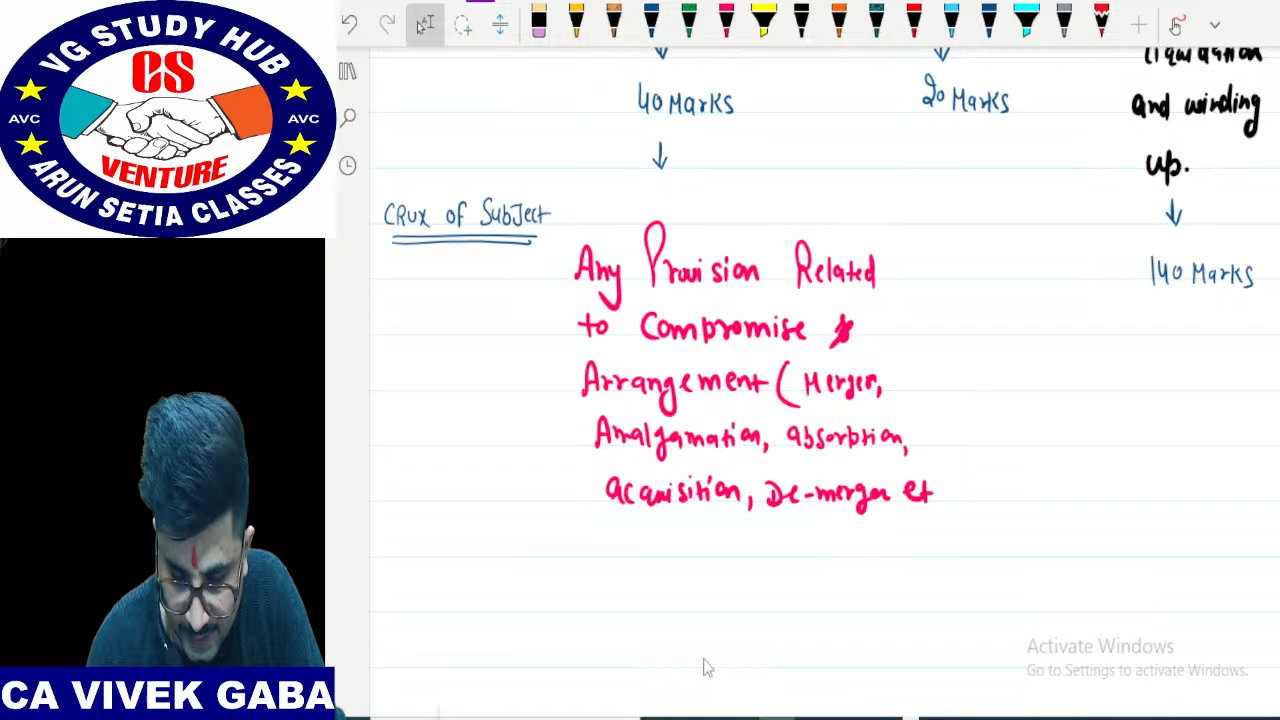 VG STUDY HUB
CS
AVC
AVC
VENTURE
ARUN SETIA CLASSES
liquidation
40 Marks
20 Marks
and winding
up.
CRUX of SubJect
Any Provision Related
140 Marks
to Compromise &
Arrangement (Merger,
Amalgamation, absorption,
acquisition, De-merger et
Activate Windows
Go to Settings to activate Windows.
CA VIVEK GABA